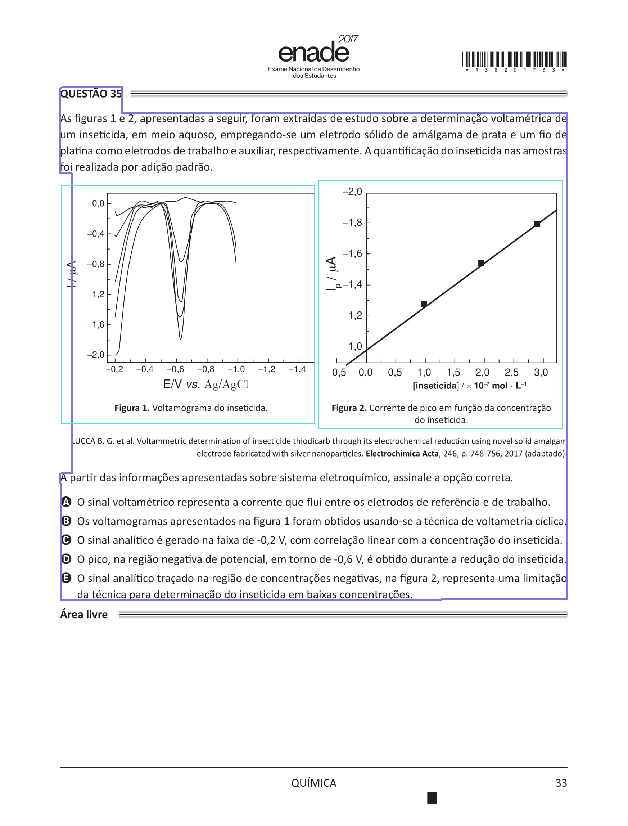 2017
enade
Exame Nacional de Desempenho
dos Estudantes
QUESTÃO 35
As figuras 1 e 2, apresentadas a seguir, foram extraídas de estudo sobre a determinação voltamétrica de
um inseticida, em meio aquoso, empregando-se um eletrodo sólido de amálgama de prata e um fio de
platina como eletrodos de trabalho e auxiliar, respectivamente. A quantificação do inseticida nas amostras
foi realizada por adição padrão.
0,0
–0,4
–0,8
1,2
1,6
–2,0
I / µA
–0,2 –0,4 –0,6 –0,8 –1,0 –1,2 –1,4
E/V vs. Ag/AgCl
Figura 1. Voltamograma do inseticida.
–2,0
–1,8
–1,6
–1,4
1,2
1,0
Ip / µA
0,5 0.0 0,5 1,0 1,5 2.0 2.5 3,0
[inseticida] / × 10⁻⁷ mol · L⁻¹
Figura 2. Corrente de pico em função da concentração
do inseticida.
LUCCA B. G. et al. Voltammetric determination of insecticide thiodicarb through its electrochemical reduction using novel solid amalgam
electrode fabricated with silver nanoparticles. Electrochimica Acta, 246, p. 748-756, 2017 (adaptado).
A partir das informações apresentadas sobre sistema eletroquímico, assinale a opção correta.
A O sinal voltamétrico representa a corrente que flui entre os eletrodos de referência e de trabalho.
B Os voltamogramas apresentados na figura 1 foram obtidos usando-se a técnica de voltametria cíclica.
C O sinal analítico é gerado na faixa de -0,2 V, com correlação linear com a concentração do inseticida.
D O pico, na região negativa de potencial, em torno de -0,6 V, é obtido durante a redução do inseticida.
E O sinal analítico traçado na região de concentrações negativas, na figura 2, representa uma limitação
da técnica para determinação do inseticida em baixas concentrações.
Área livre
QUÍMICA
33